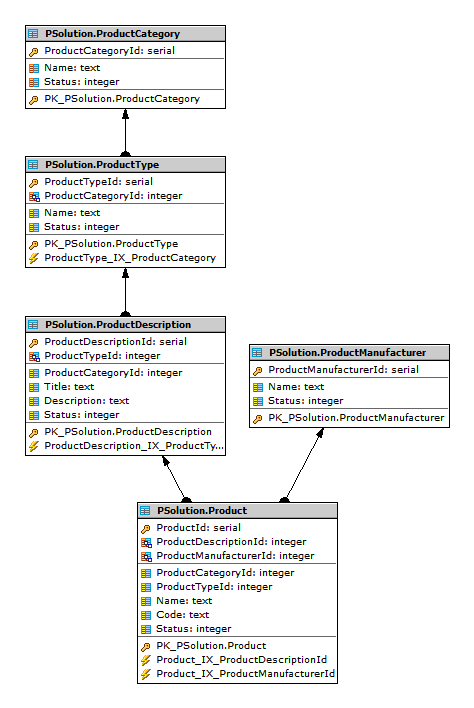 PSolution.ProductCategory
ProductCategoryId: serial
Name: text
Status: integer
PK_PSolution.ProductCategory
PSolution.ProductType
ProductTypeId: serial
ProductCategoryId: integer
Name: text
Status: integer
PK_PSolution.ProductType
ProductType_IX_ProductCategory
PSolution.ProductDescription
ProductDescriptionId: serial
ProductTypeId: integer
ProductCategoryId: integer
Title: text
Description: text
Status: integer
PK_PSolution.ProductDescription
ProductDescription_IX_ProductTy...
PSolution.ProductManufacturer
ProductManufacturerId: serial
Name: text
Status: integer
PK_PSolution.ProductManufacturer
PSolution.Product
ProductId: serial
ProductDescriptionId: integer
ProductManufacturerId: integer
ProductCategoryId: integer
ProductTypeId: integer
Name: text
Code: text
Status: integer
PK_PSolution.Product
Product_IX_ProductDescriptionId
Product_IX_ProductManufacturerId